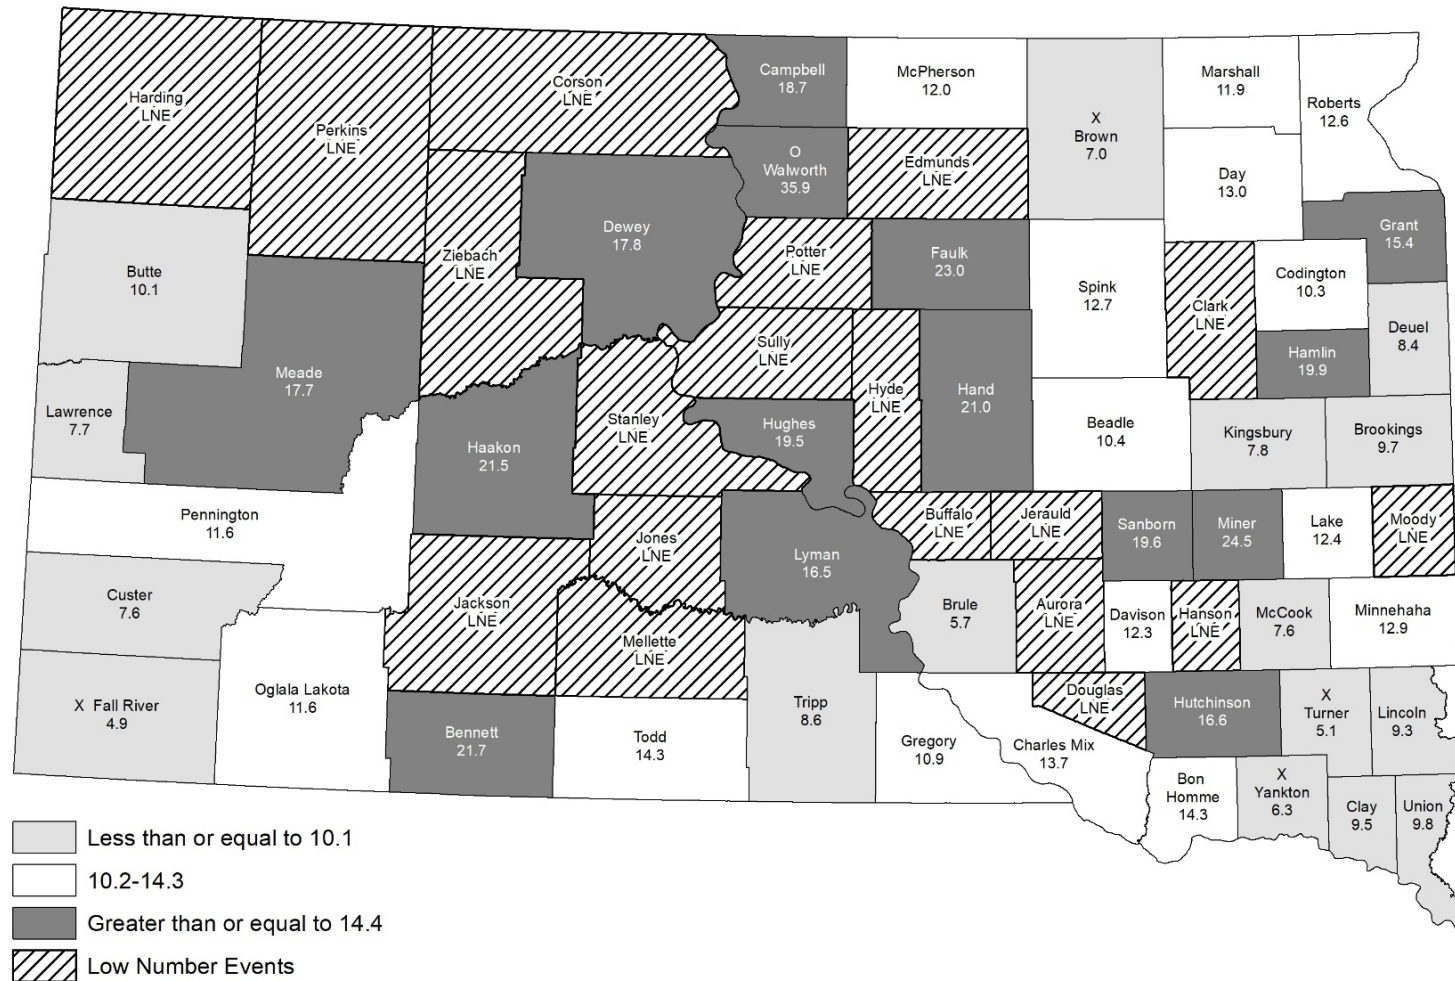 Harding
LNE
Perkins
LNE
Corson
LNE
Campbell
18.7
McPherson
12.0
X
Brown
7.0
Marshall
11.9
Roberts
12.6
O
Walworth
35.9
Edmunds
LNE
Day
13.0
Butte
10.1
Ziebach
LNE
Dewey
17.8
Potter
LNE
Faulk
23.0
Spink
12.7
Clark
LNE
Codington
10.3
Grant
15.4
Deuel
8.4
Hamlin
19.9
Lawrence
7.7
Meade
17.7
Haakon
21.5
Stanley
LNE
Sully
LNE
Hughes
19.5
Hyde
LNE
Hand
21.0
Beadle
10.4
Kingsbury
7.8
Brookings
9.7
Pennington
11.6
Jones
LNE
Lyman
16.5
Buffalo
LNE
Jerauld
LNE
Sanborn
19.6
Miner
24.5
Lake
12.4
Moody
LNE
Custer
7.6
Jackson
LNE
Mellette
LNE
Brule
5.7
Aurora
LNE
Davison
12.3
Hanson
LNE
McCook
7.6
Minnehaha
12.9
X Fall River
4.9
Oglala Lakota
11.6
Bennett
21.7
Todd
14.3
Tripp
8.6
Gregory
10.9
Charles Mix
13.7
Douglas
LNE
Hutchinson
16.6
X
Turner
5.1
Lincoln
9.3
Bon
Homme
14.3
X
Yankton
6.3
Clay
9.5
Union
9.8
Less than or equal to 10.1
10.2-14.3
Greater than or equal to 14.4
Low Number Events